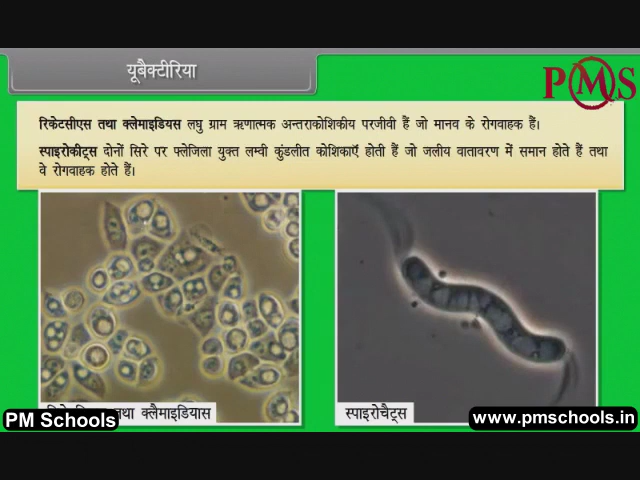 यूबैक्टीरिया
PMS
रिकेटसीएस तथा क्लेमाइडियस लघु ग्राम ऋणात्मक अन्तराकोशिकीय परजीवी हैं जो मानव के रोगवाहक हैं।
स्पाइरोकीट्स दोनों सिरे पर फ्लेजिला युक्त लम्वी कुंडलीत कोशिकाएँ होती हैं जो जलीय वातावरण में समान होते हैं तथा
वे रोगवाहक होते हैं।
तथा क्लैमाइडियास
स्पाइरोचैट्स
PM Schools
www.pmschools.in